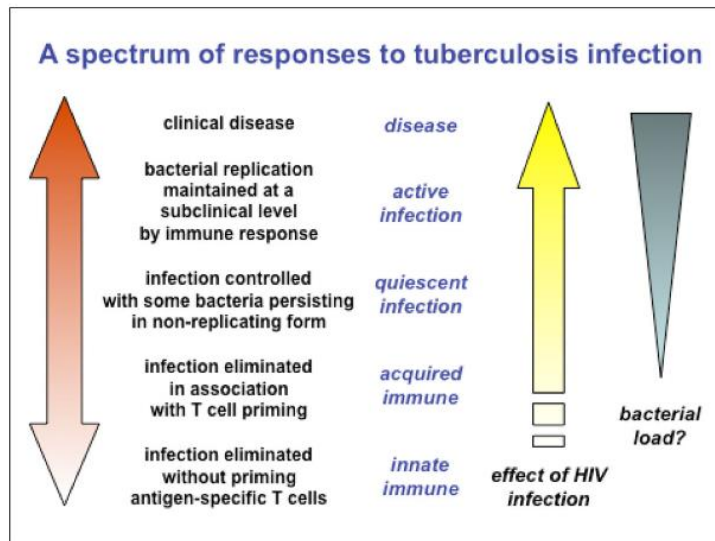 A spectrum of responses to tuberculosis infection
clinical disease
disease
bacterial replication
maintained at a
subclinical level
by immune response
active
infection
infection controlled
with some bacteria persisting
in non-replicating form
quiescent
infection
infection eliminated
in association
with T cell priming
acquired
immune
infection eliminated
without priming
antigen-specific T cells
innate
immune
effect of HIV
infection
bacterial
load?